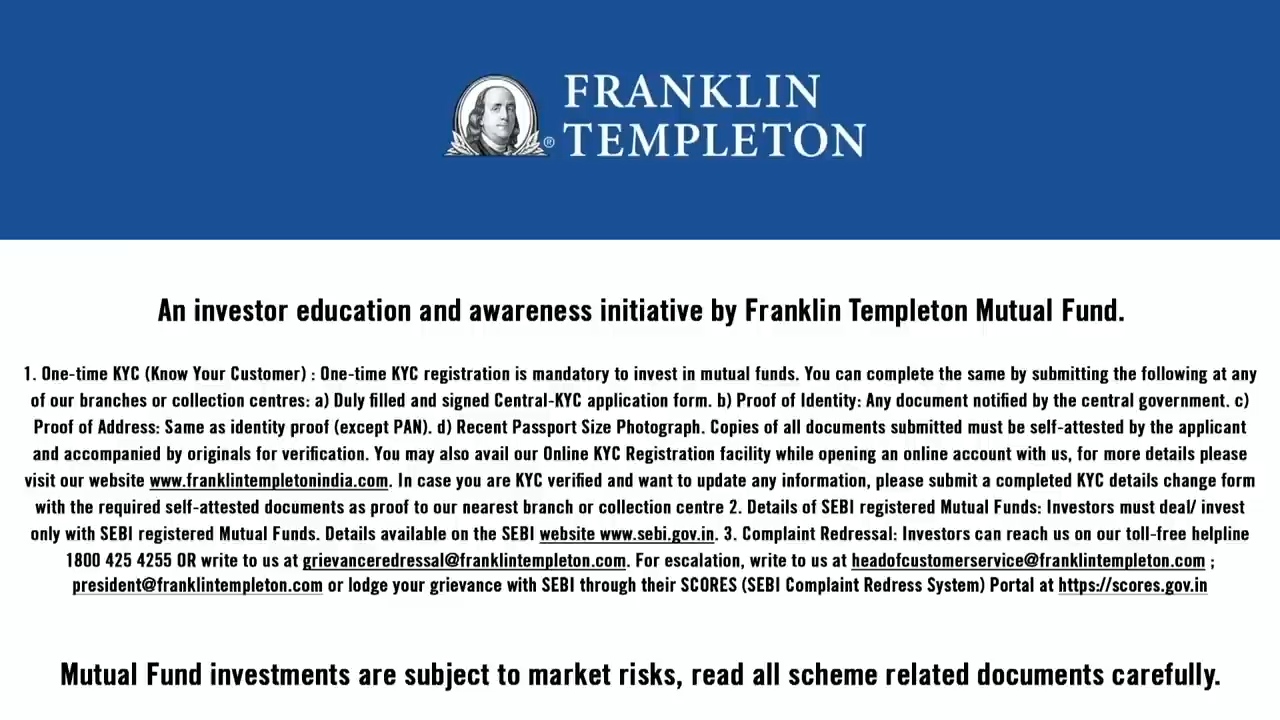 FRANKLIN
TEMPLETON
®
An investor education and awareness initiative by Franklin Templeton Mutual Fund.
1. One-time KYC (Know Your Customer) : One-time KYC registration is mandatory to invest in mutual funds. You can complete the same by submitting the following at any
of our branches or collection centres: a) Duly filled and signed Central-KYC application form. b) Proof of Identity: Any document notified by the central government. c)
Proof of Address: Same as identity proof (except PAN). d) Recent Passport Size Photograph. Copies of all documents submitted must be self-attested by the applicant
and accompanied by originals for verification. You may also avail our Online KYC Registration facility while opening an online account with us, for more details please
visit our website www.franklintempletonindia.com. In case you are KYC verified and want to update any information, please submit a completed KYC details change form
with the required self-attested documents as proof to our nearest branch or collection centre 2. Details of SEBI registered Mutual Funds: Investors must deal/ invest
only with SEBI registered Mutual Funds. Details available on the SEBI website www.sebi.gov.in. 3. Complaint Redressal: Investors can reach us on our toll-free helpline
1800 425 4255 OR write to us at grievanceredressal@franklintempleton.com. For escalation, write to us at headofcustomerservice@franklintempleton.com ;
president@franklintempleton.com or lodge your grievance with SEBI through their SCORES (SEBI Complaint Redress System) Portal at https://scores.gov.in
Mutual Fund investments are subject to market risks, read all scheme related documents carefully.